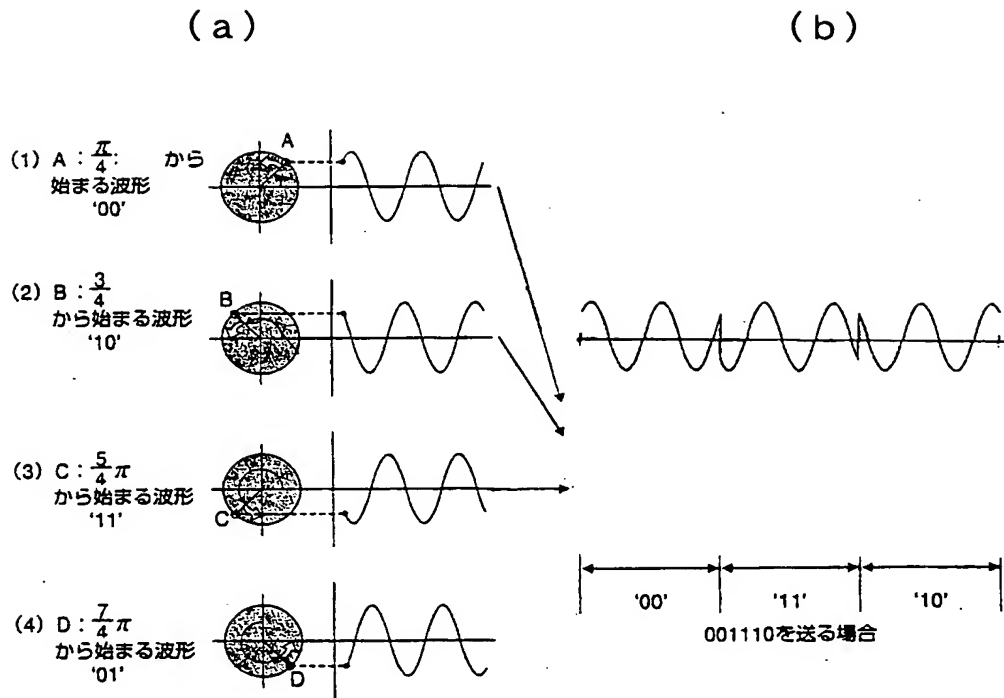 (a)
(b)
(1) A : π/4 : から
始まる波形
'00'
A
(2) B : 3/4
から始まる波形
'10'
B
(3) C : 5/4 π
から始まる波形
'11'
C
(4) D : 7/4 π
から始まる波形
'01'
D
'00' '11' '10'
001110を送る場合